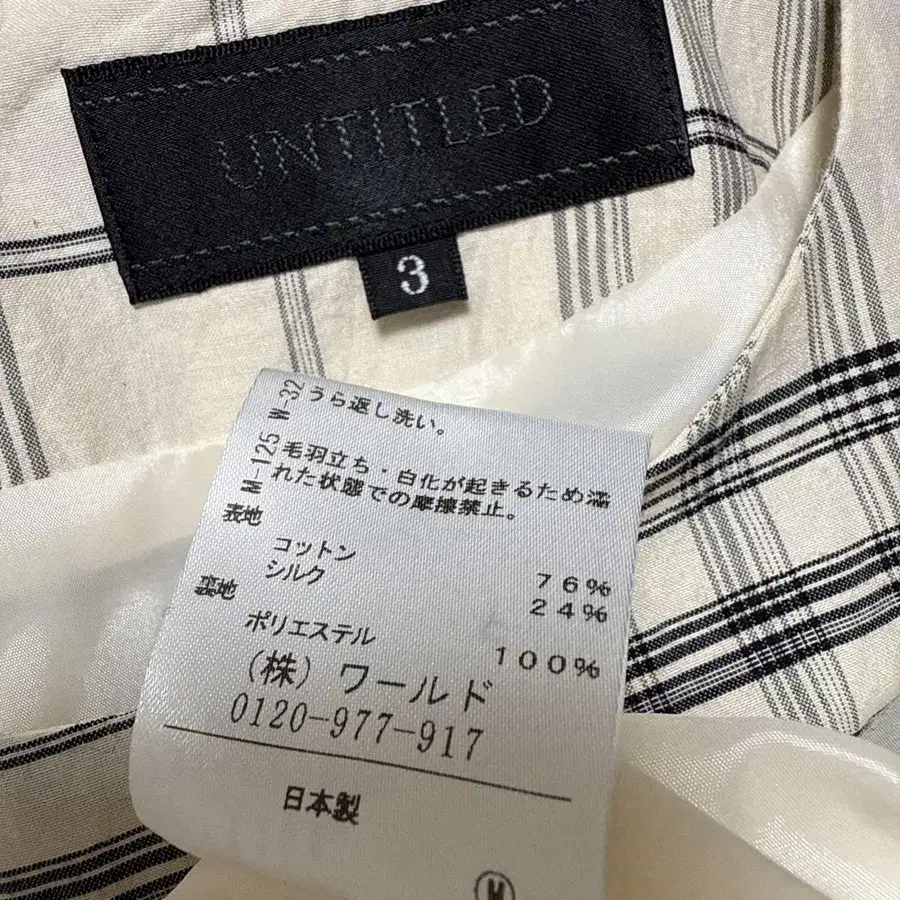 UNTITLED
3
M-125 W-32
うら返し洗い。
毛羽立ち・白化が起きるため濡
れた状態での摩擦禁止。
表地
コットン 76%
シルク 24%
裏地
ポリエステル 100%
(株) ワールド
0120-977-917
日本製
M